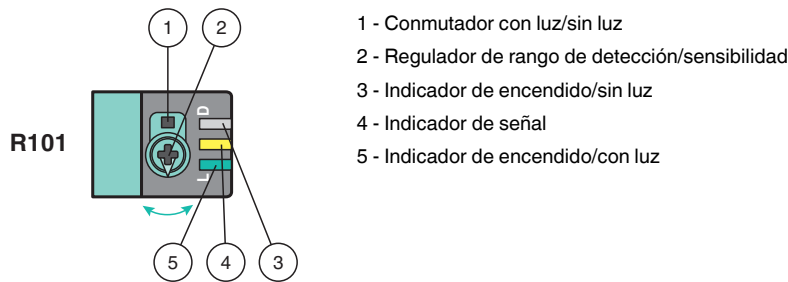 1
2
R101
D
L
5
4
3
1 - Conmutador con luz/sin luz
2 - Regulador de rango de detección/sensibilidad
3 - Indicador de encendido/sin luz
4 - Indicador de señal
5 - Indicador de encendido/con luz